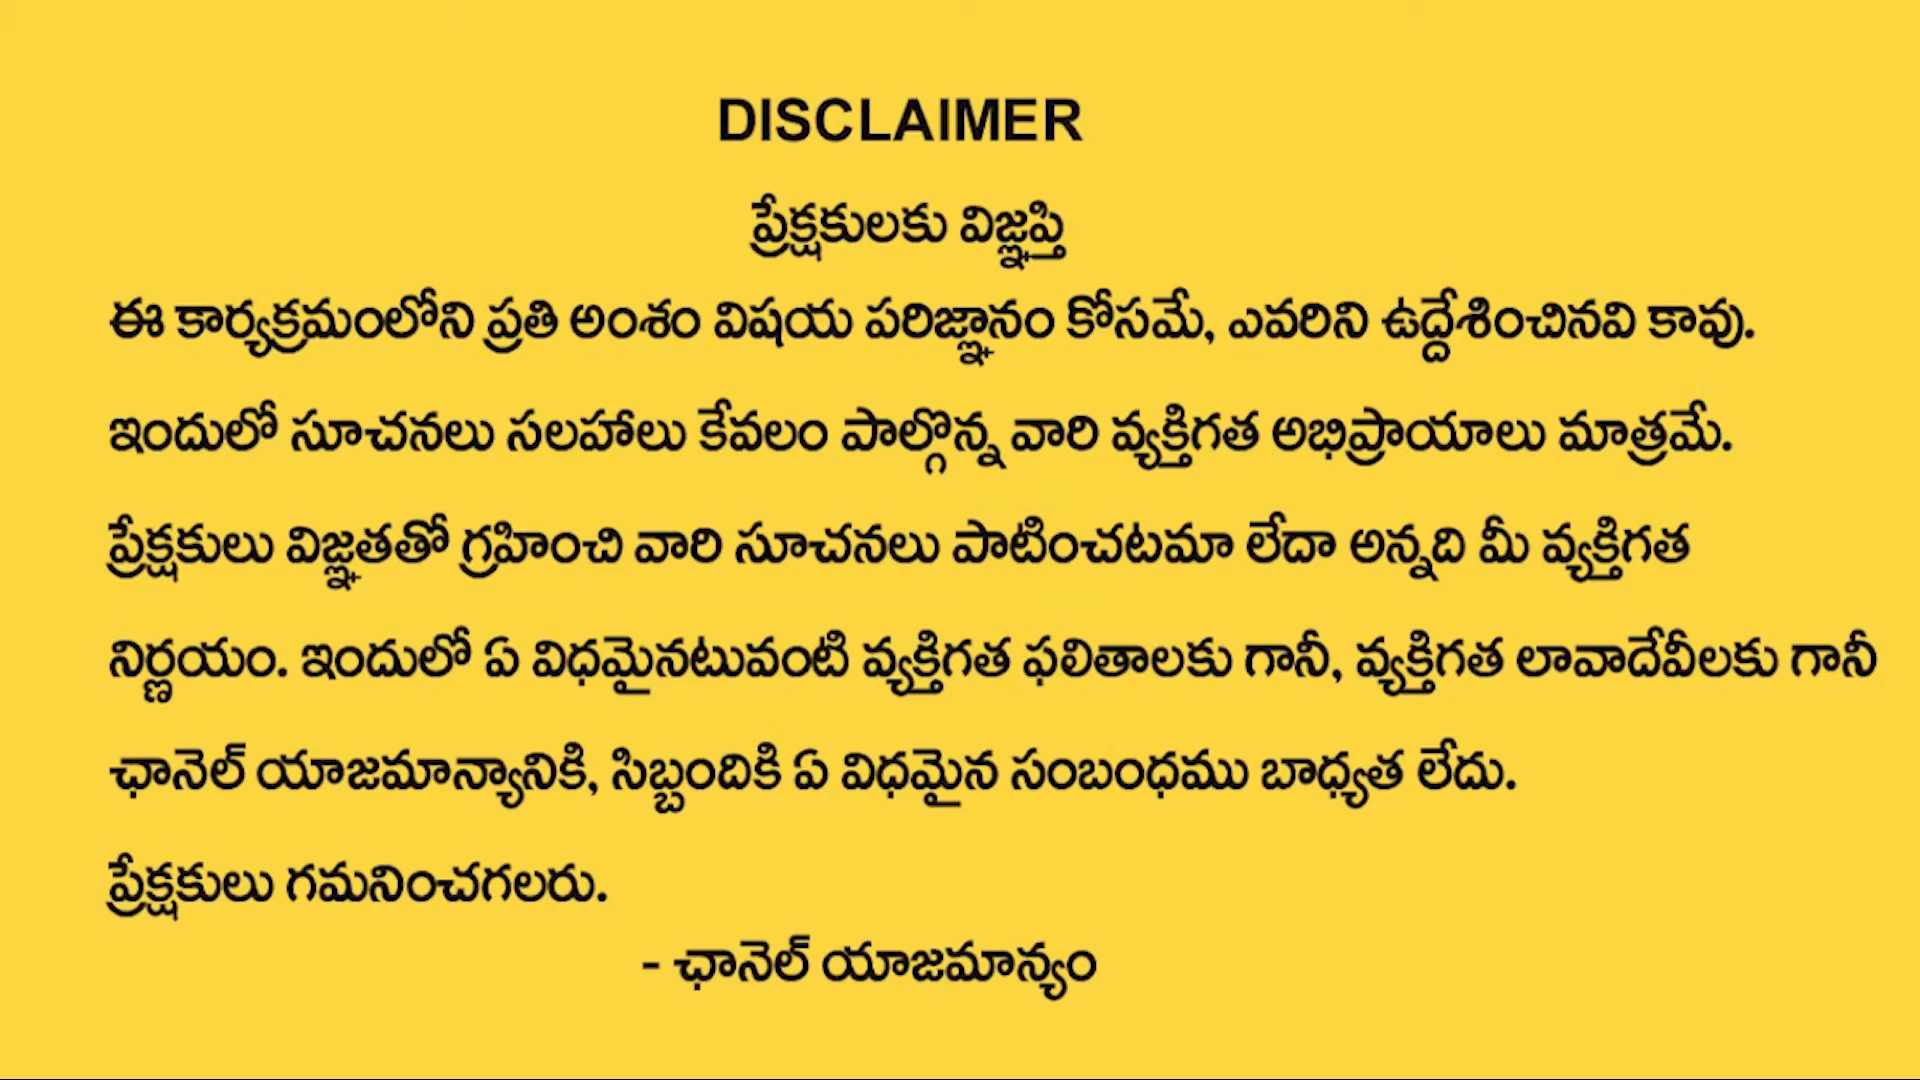 DISCLAIMER
ప్రేక్షకులకు విజ్ఞప్తి
ఈ కార్యక్రమంలోని ప్రతి అంశం విషయ పరిజ్ఞానం కోసమే, ఎవరిని ఉద్దేశించినవి కావు.
ఇందులో సూచనలు సలహాలు కేవలం పాల్గొన్న వారి వ్యక్తిగత అభిప్రాయాలు మాత్రమే.
ప్రేక్షకులు విజ్ఞతతో గ్రహించి వారి సూచనలు పాటించటమా లేదా అన్నది మీ వ్యక్తిగత
నిర్ణయం. ఇందులో ఏ విధమైనటువంటి వ్యక్తిగత ఫలితాలకు గానీ, వ్యక్తిగత లావాదేవీలకు గానీ
ఛానెల్ యాజమాన్యానికి, సిబ్బందికి ఏ విధమైన సంబంధము బాధ్యత లేదు.
ప్రేక్షకులు గమనించగలరు.
- ఛానెల్ యాజమాన్యం